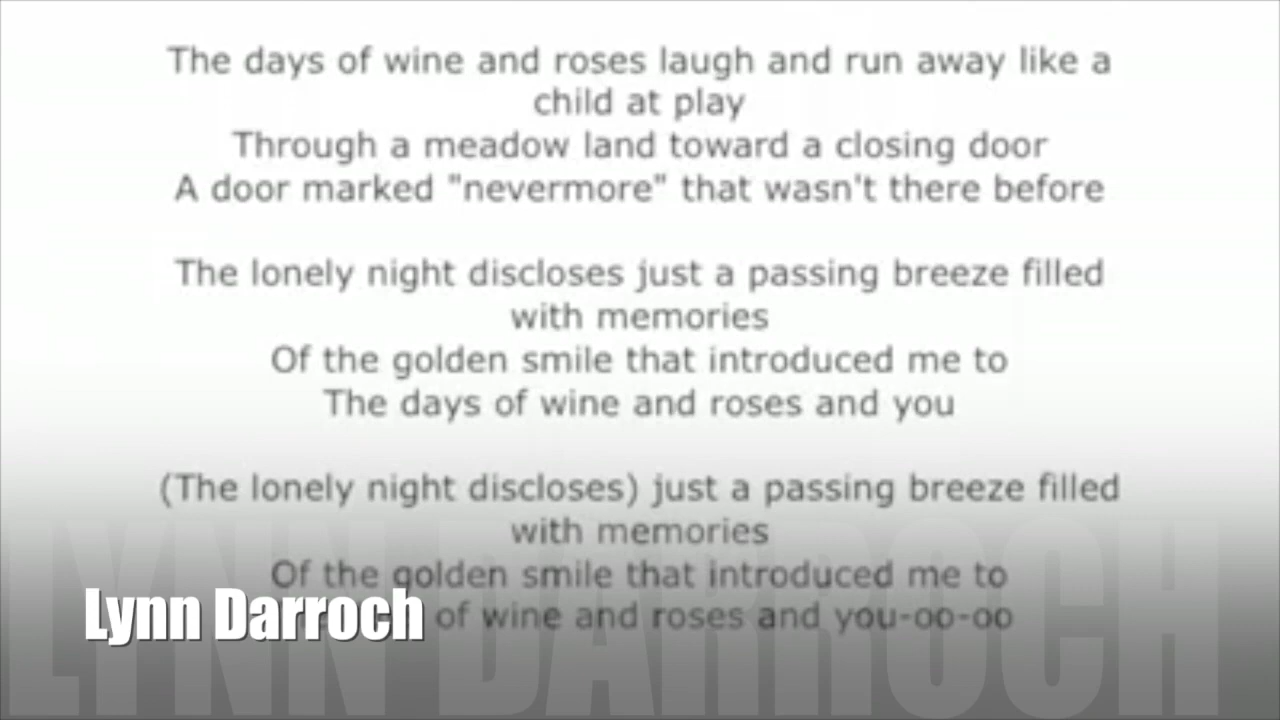 The days of wine and roses laugh and run away like a
child at play
Through a meadow land toward a closing door
A door marked "nevermore" that wasn't there before
The lonely night discloses just a passing breeze filled
with memories
Of the golden smile that introduced me to
The days of wine and roses and you
(The lonely night discloses) just a passing breeze filled
with memories
Of the golden smile that introduced me to
of wine and roses and you-oo-oo
Lynn Darroch
LYNN DARROCH